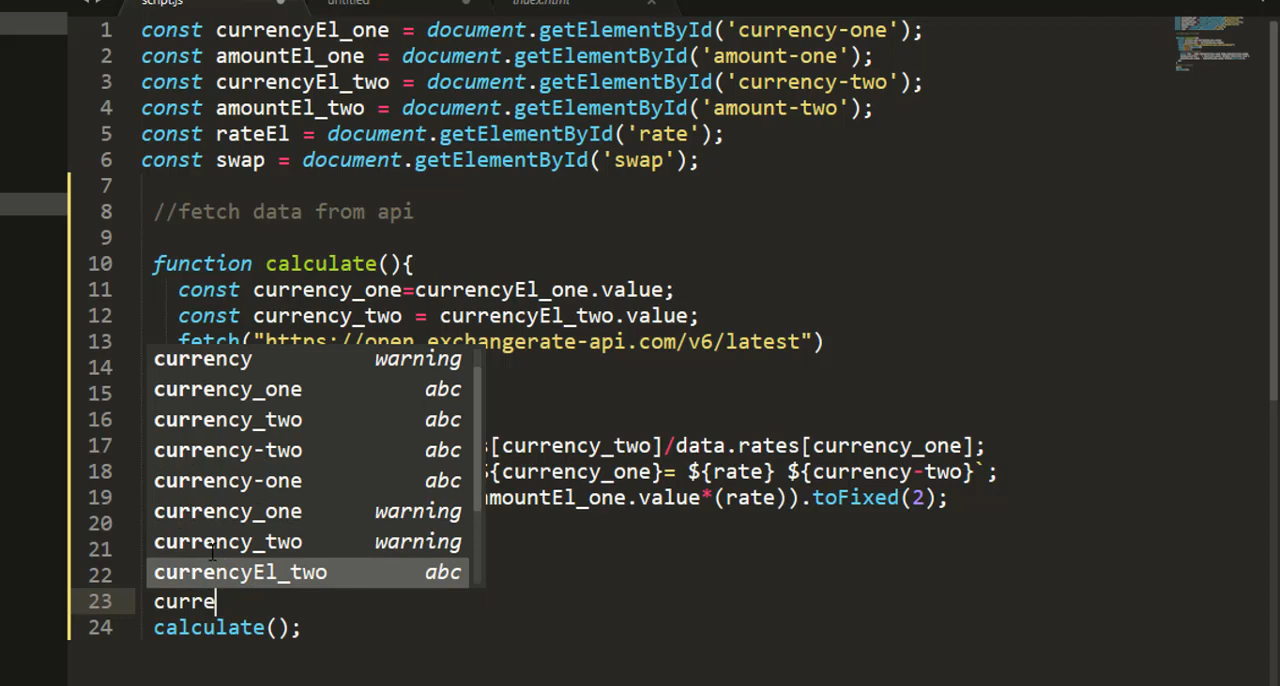 script.js untitled index.html
1 const currencyEl_one = document.getElementById('currency-one');
2 const amountEl_one = document.getElementById('amount-one');
3 const currencyEl_two = document.getElementById('currency-two');
4 const amountEl_two = document.getElementById('amount-two');
5 const rateEl = document.getElementById('rate');
6 const swap = document.getElementById('swap');
7
8 //fetch data from api
9
10 function calculate(){
11 const currency_one=currencyEl_one.value;
12 const currency_two = currencyEl_two.value;
13 fetch("https://open.exchangerate-api.com/v6/latest")
14 currency warning
15 currency_one abc
16 currency_two abc
17 currency-two abc s[currency_two]/data.rates[currency_one];
18 currency-one abc ${currency_one}= ${rate} ${currency-two}`;
19 currency_one warning amountEl_one.value*(rate)).toFixed(2);
20
21 currency_two warning
22 currencyEl_two abc
23 curre
24 calculate();